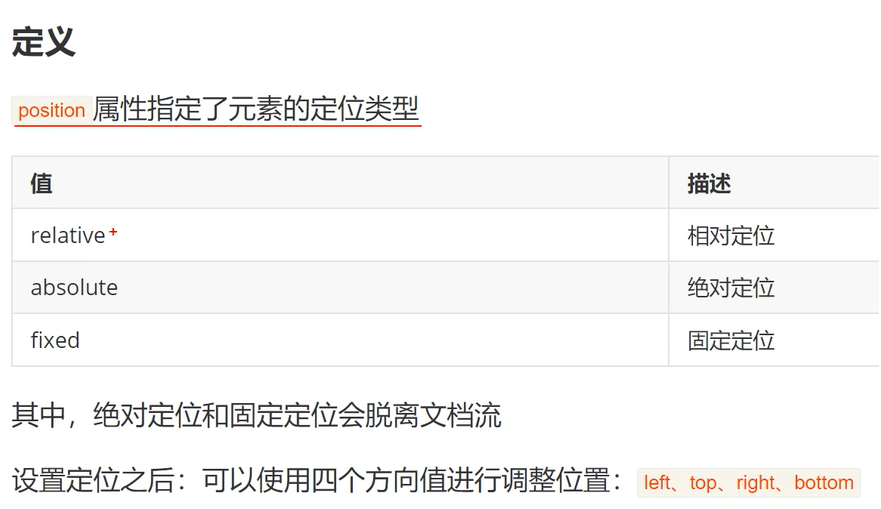 定义
position 属性指定了元素的定位类型
值 描述
relative+ 相对定位
absolute 绝对定位
fixed 固定定位
其中，绝对定位和固定定位会脱离文档流
设置定位之后：可以使用四个方向值进行调整位置： left、top、right、bottom